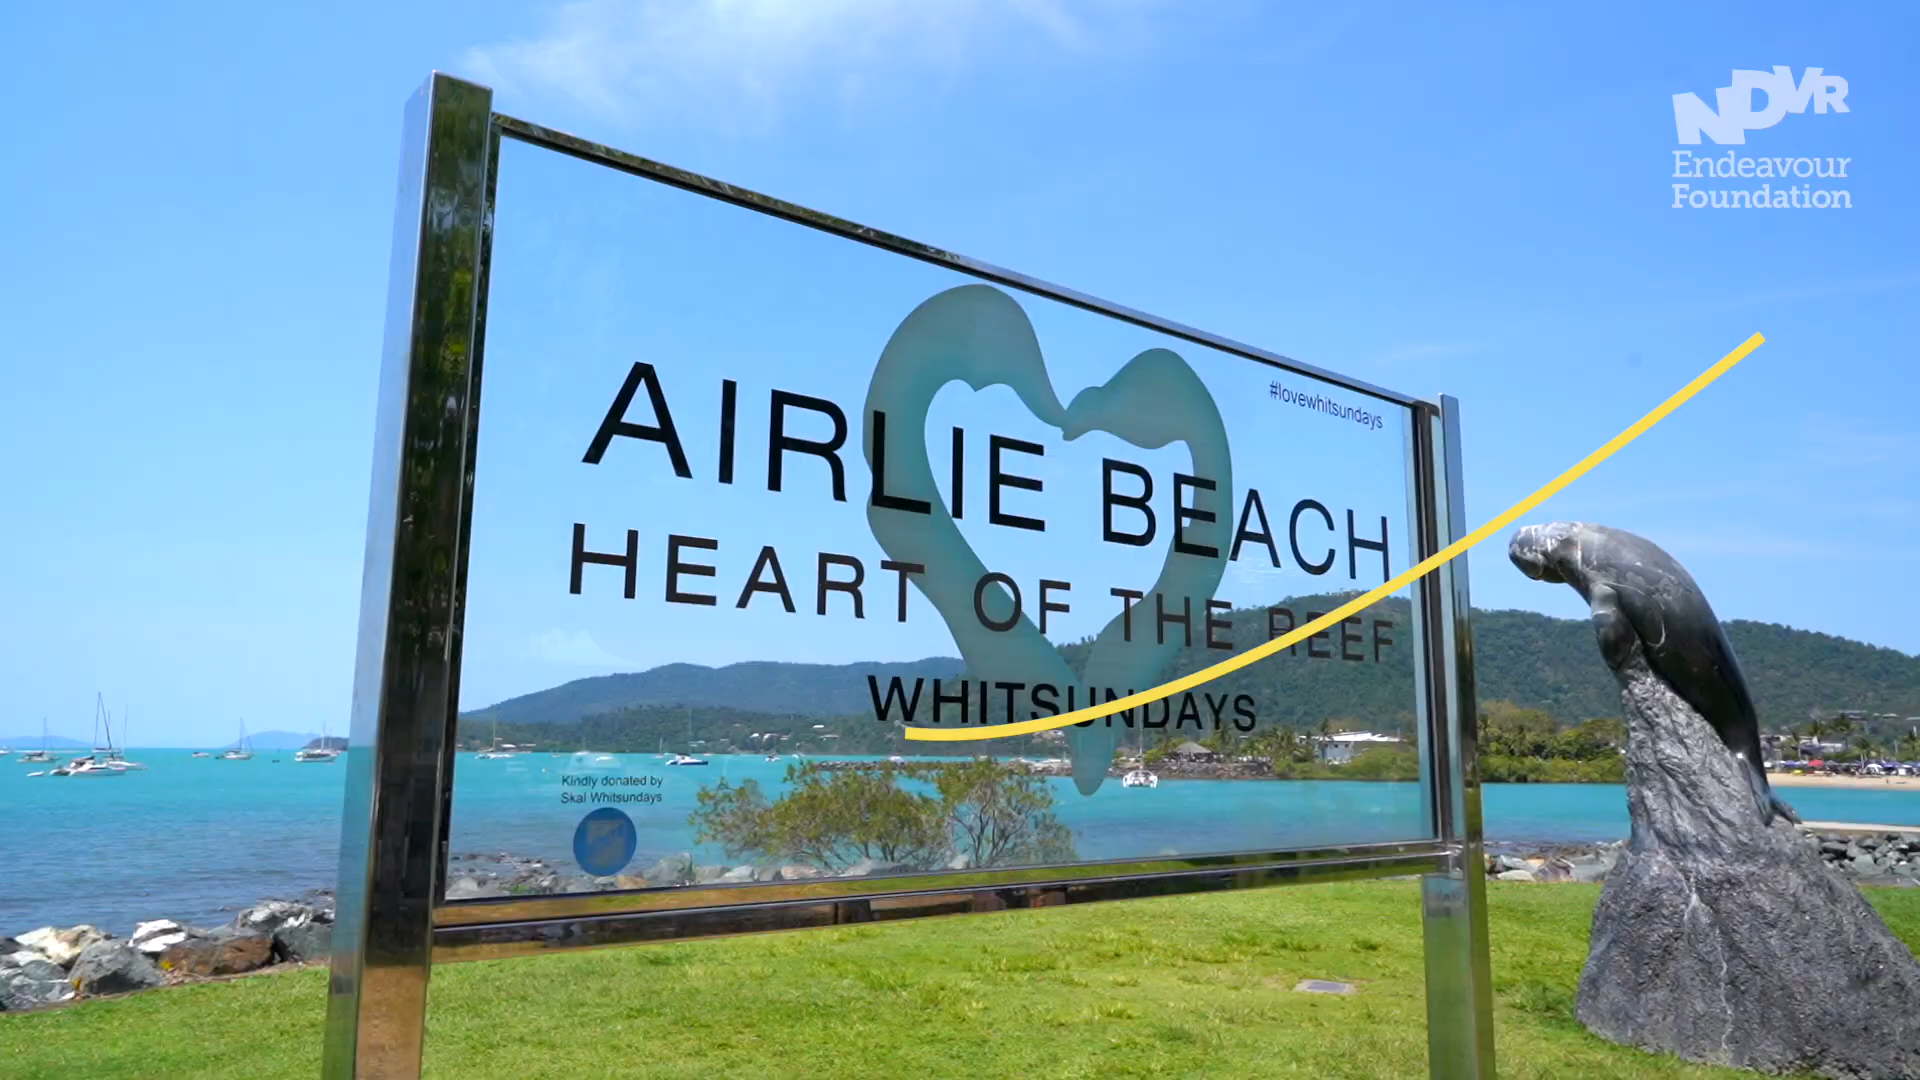 NDVR
Endeavour
Foundation
#lovewhitsundays
AIRLIE BEACH
HEART OF THE REEF
WHITSUNDAYS
Kindly donated by
Skal Whitsundays